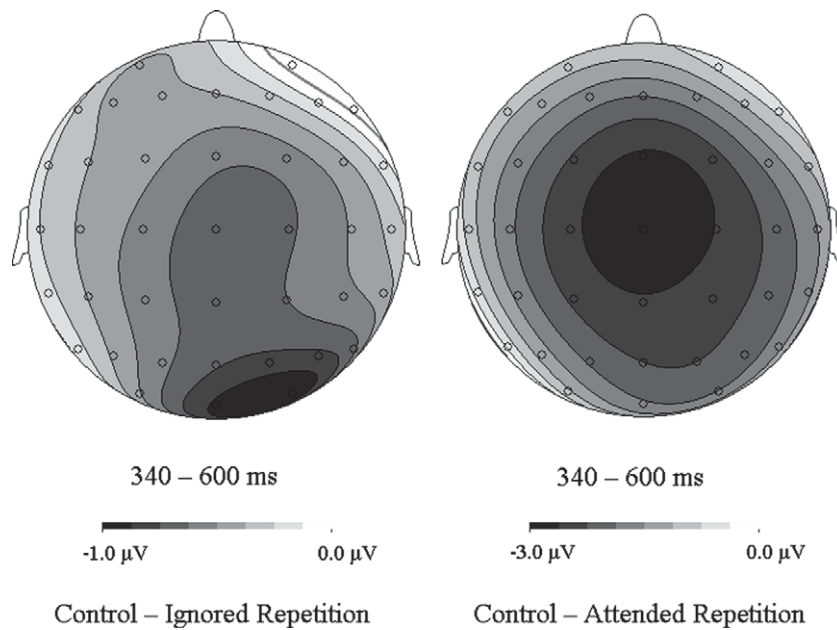 340 – 600 ms
340 – 600 ms
-1.0 µV
0.0 µV
-3.0 µV
0.0 µV
Control – Ignored Repetition
Control – Attended Repetition